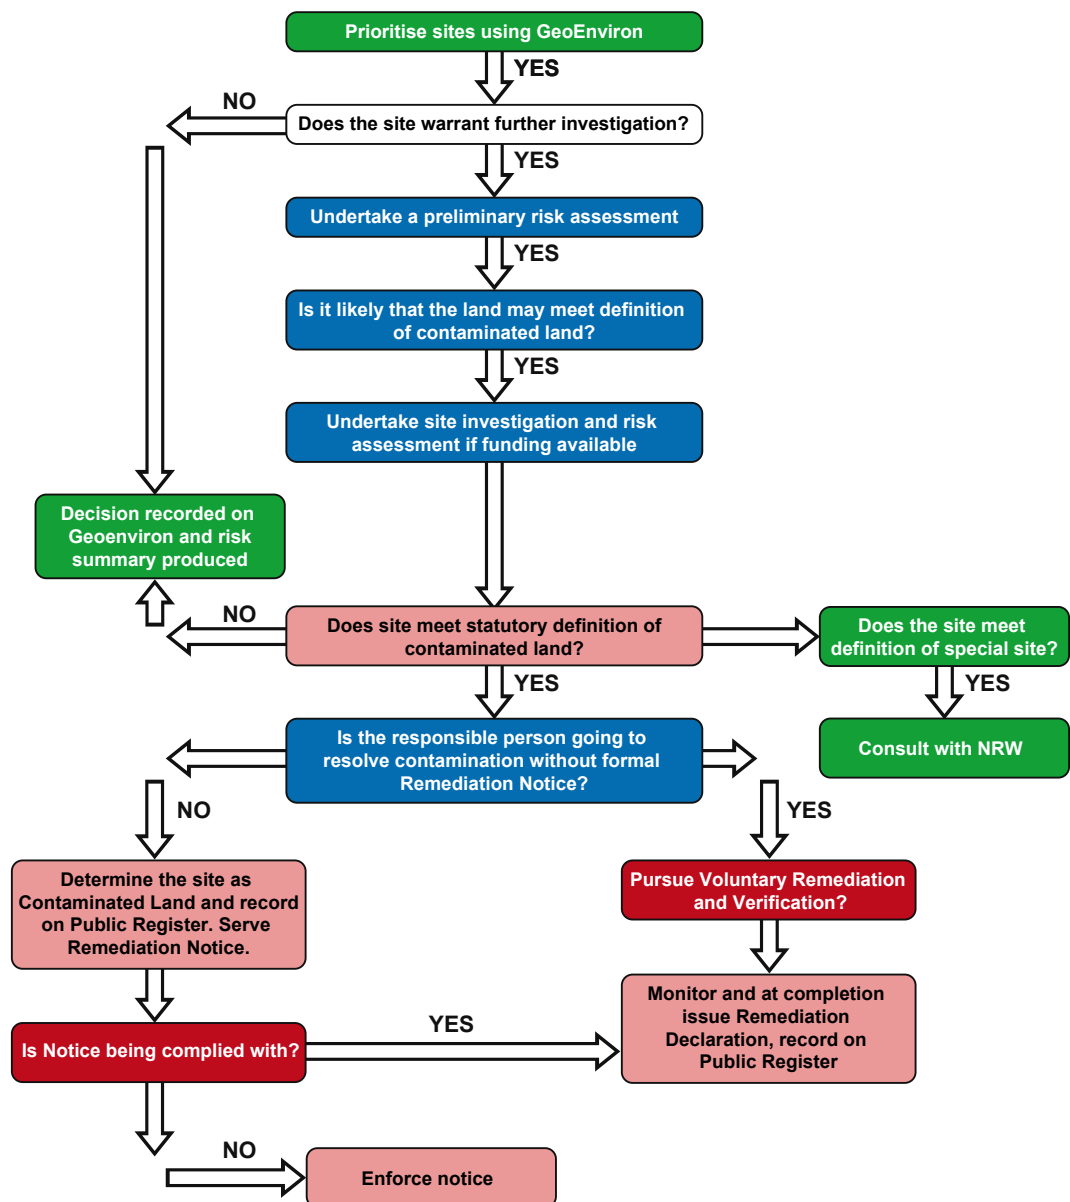 Prioritise sites using GeoEnviron
YES
NO
Does the site warrant further investigation?
YES
Undertake a preliminary risk assessment
YES
Is it likely that the land may meet definition
of contaminated land?
YES
Undertake site investigation and risk
assessment if funding available
Decision recorded on
Geoenviron and risk
summary produced
NO
Does site meet statutory definition of
contaminated land?
Does the site meet
definition of special site?
YES
YES
Is the responsible person going to
resolve contamination without formal
Remediation Notice?
Consult with NRW
NO
YES
Determine the site as
Contaminated Land and record
on Public Register. Serve
Remediation Notice.
Pursue Voluntary Remediation
and Verification?
Monitor and at completion
issue Remediation
Declaration, record on
Public Register
YES
Is Notice being complied with?
NO
Enforce notice